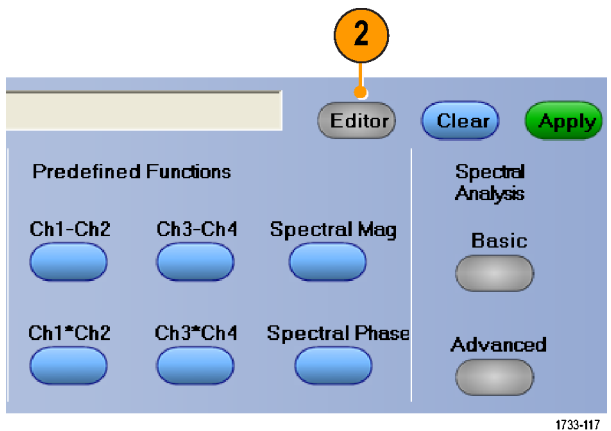 2
Editor
Clear
Apply
Predefined Functions
Spectral
Analysis
Ch1-Ch2
Ch3-Ch4
Spectral Mag
Basic
Ch1*Ch2
Ch3*Ch4
Spectral Phase
Advanced
1733-117